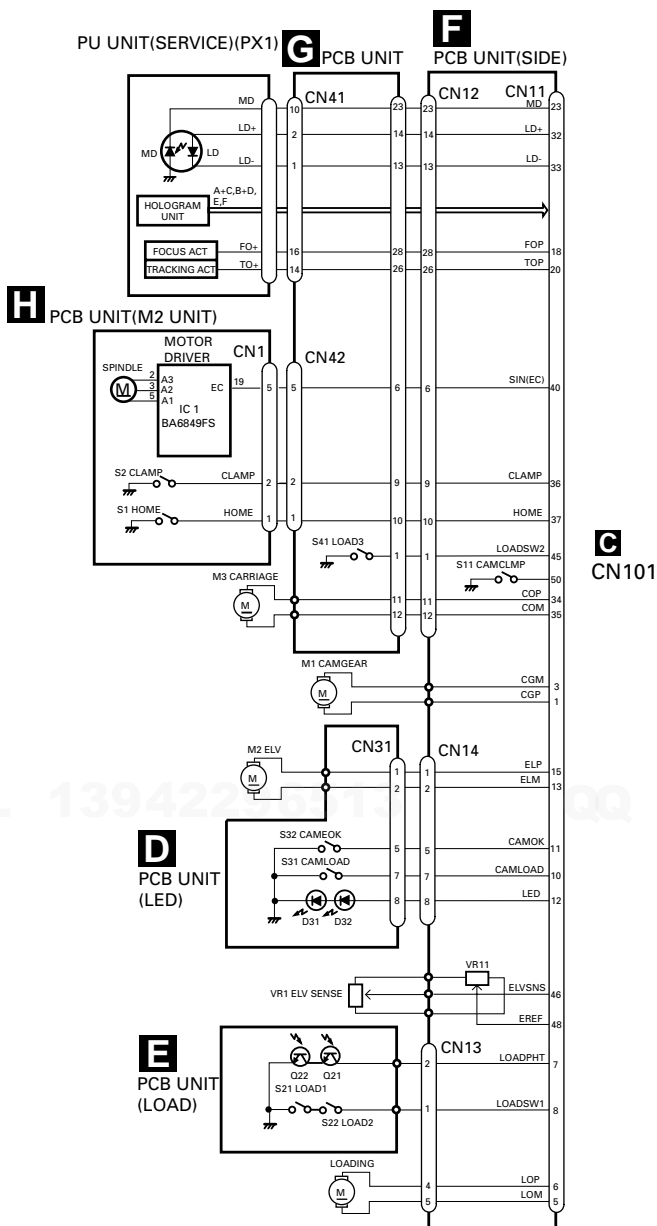 F
G
PU UNIT(SERVICE)(PX1)
PCB UNIT
PCB UNIT(SIDE)
CN41
CN12
CN11
MD
10
23
23
MD
23
LD+
2
14
14
LD+
32
MD
LD
LD-
1
13
13
LD-
33
A+C,B+D,
E,F
HOLOGRAM
UNIT
FOCUS ACT
FO+
16
28
28
FOP
18
TRACKING ACT
TO+
14
26
26
TOP
20
H
PCB UNIT(M2 UNIT)
MOTOR
DRIVER
CN1
CN42
SPINDLE
M
2
A3
3
A2
5
A1
EC
19
5
5
6
6
SIN(EC)
40
IC 1
BA6849FS
S2 CLAMP
CLAMP
2
2
9
9
CLAMP
36
S1 HOME
HOME
1
1
10
10
HOME
37
S41 LOAD3
1
1
LOADSW2
45
C
CN101
S11 CAMCLMP
50
M3 CARRIAGE
M
11
11
COP
34
12
12
COM
35
M1 CAMGEAR
M
CGM
3
CGP
1
M2 ELV
M
CN31
CN14
1
1
ELP
15
2
2
ELM
13
13942296513
QQ
D
PCB UNIT
(LED)
S32 CAMEOK
5
5
CAMOK
11
S31 CAMLOAD
7
7
CAMLOAD
10
8
8
LED
12
D31
D32
VR11
VR1 ELV SENSE
ELVSNS
46
EREF
48
E
PCB UNIT
(LOAD)
CN13
Q22
Q21
2
LOADPHT
7
S21 LOAD1
S22 LOAD2
1
LOADSW1
8
LOADING
M
4
LOP
6
5
LOM
5